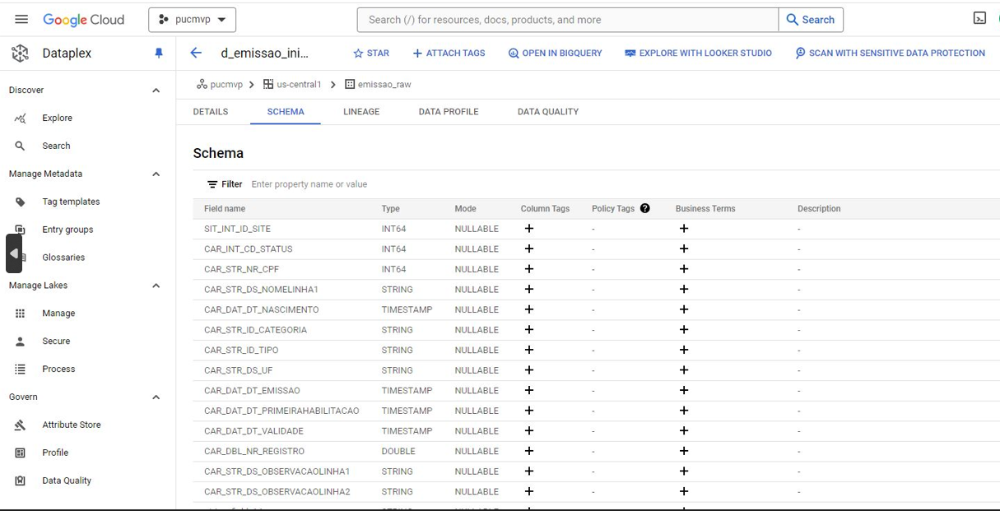 Google Cloud
pucmvp
Search (/) for resources, docs, products, and more
Search
Dataplex
d_emissao_ini...
STAR
ATTACH TAGS
OPEN IN BIGQUERY
EXPLORE WITH LOOKER STUDIO
SCAN WITH SENSITIVE DATA PROTECTION
Discover
Explore
Search
Manage Metadata
Tag templates
Entry groups
Glossaries
Manage Lakes
Manage
Secure
Process
Govern
Attribute Store
Profile
Data Quality
pucmvp > us-central1 > emissao_raw
DETAILS SCHEMA LINEAGE DATA PROFILE DATA QUALITY
Schema
Filter Enter property name or value
Field name Type Mode Column Tags Policy Tags ? Business Terms Description
SIT_INT_ID_SITE INT64 NULLABLE + - + -
CAR_INT_CD_STATUS INT64 NULLABLE + - + -
CAR_STR_NR_CPF INT64 NULLABLE + - + -
CAR_STR_DS_NOMELINHA1 STRING NULLABLE + - + -
CAR_DAT_DT_NASCIMENTO TIMESTAMP NULLABLE + - + -
CAR_STR_ID_CATEGORIA STRING NULLABLE + - + -
CAR_STR_ID_TIPO STRING NULLABLE + - + -
CAR_STR_DS_UF STRING NULLABLE + - + -
CAR_DAT_DT_EMISSAO TIMESTAMP NULLABLE + - + -
CAR_DAT_DT_PRIMEIRAHABILITACAO TIMESTAMP NULLABLE + - + -
CAR_DAT_DT_VALIDADE TIMESTAMP NULLABLE + - + -
CAR_DBL_NR_REGISTRO DOUBLE NULLABLE + - + -
CAR_STR_DS_OBSERVACAOLINHA1 STRING NULLABLE + - + -
CAR_STR_DS_OBSERVACAOLINHA2 STRING NULLABLE + - + -